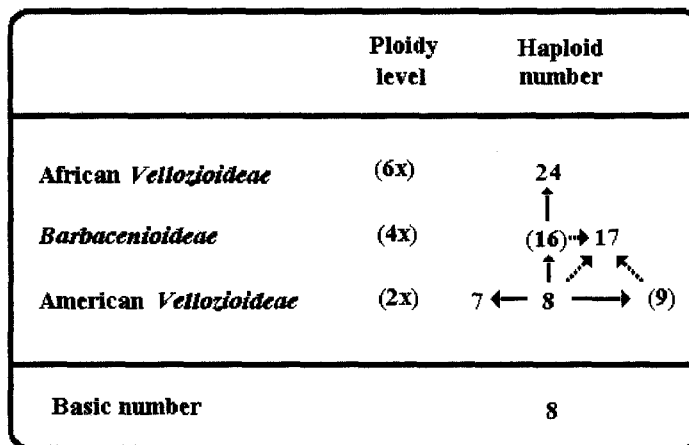 Ploidy level
Haploid number
African Vellozioideae (6x) 24
Barbacenioideae (4x) (16) 17
American Vellozioideae (2x) 7 8 (9)
Basic number 8